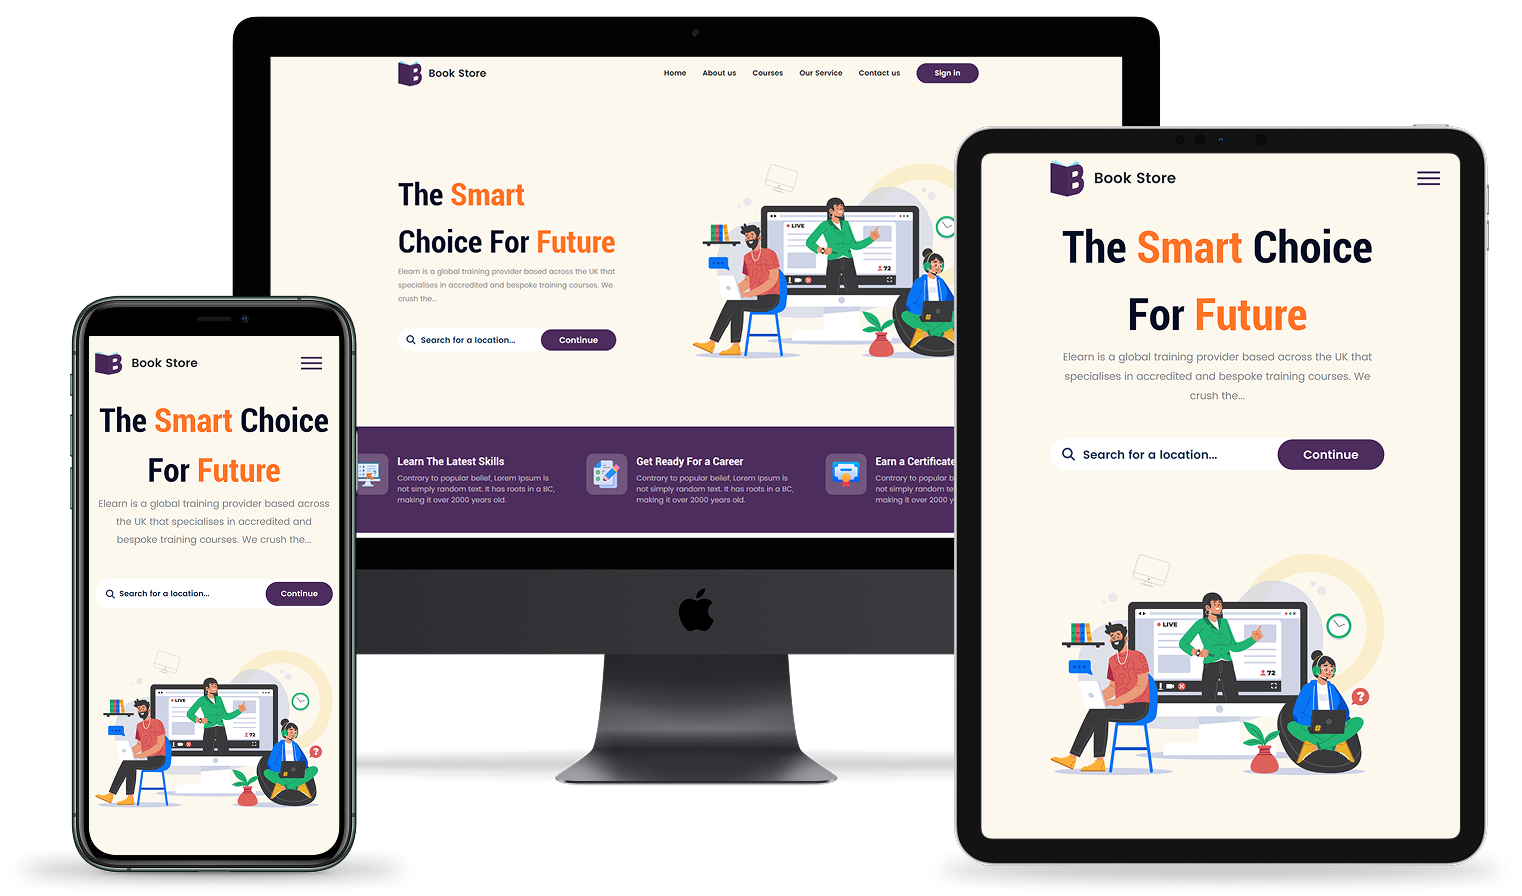 Book Store
Home About us Courses Our Service Contact us Sign in
The Smart
Choice For Future
Elearn is a global training provider based across the UK that
specialises in accredited and bespoke training courses. We
crush the...
Search for a location... Continue
LIVE
72
Learn The Latest Skills
Contrary to popular belief, Lorem Ipsum is
not simply random text. It has roots in a BC,
making it over 2000 years old.
Get Ready For a Career
Contrary to popular belief, Lorem Ipsum is
not simply random text. It has roots in a BC,
making it over 2000 years old.
Earn a Certificate
Contrary to popular b
not simply random te
making it over 2000 y
Book Store
The Smart Choice
For Future
Elearn is a global training provider based across the UK that
specialises in accredited and bespoke training courses. We
crush the...
Search for a location... Continue
LIVE
72
?
#
Book Store
The Smart Choice
For Future
Elearn is a global training provider based across
the UK that specialises in accredited and
bespoke training courses. We crush the...
Search for a location... Continue
LIVE
72
?